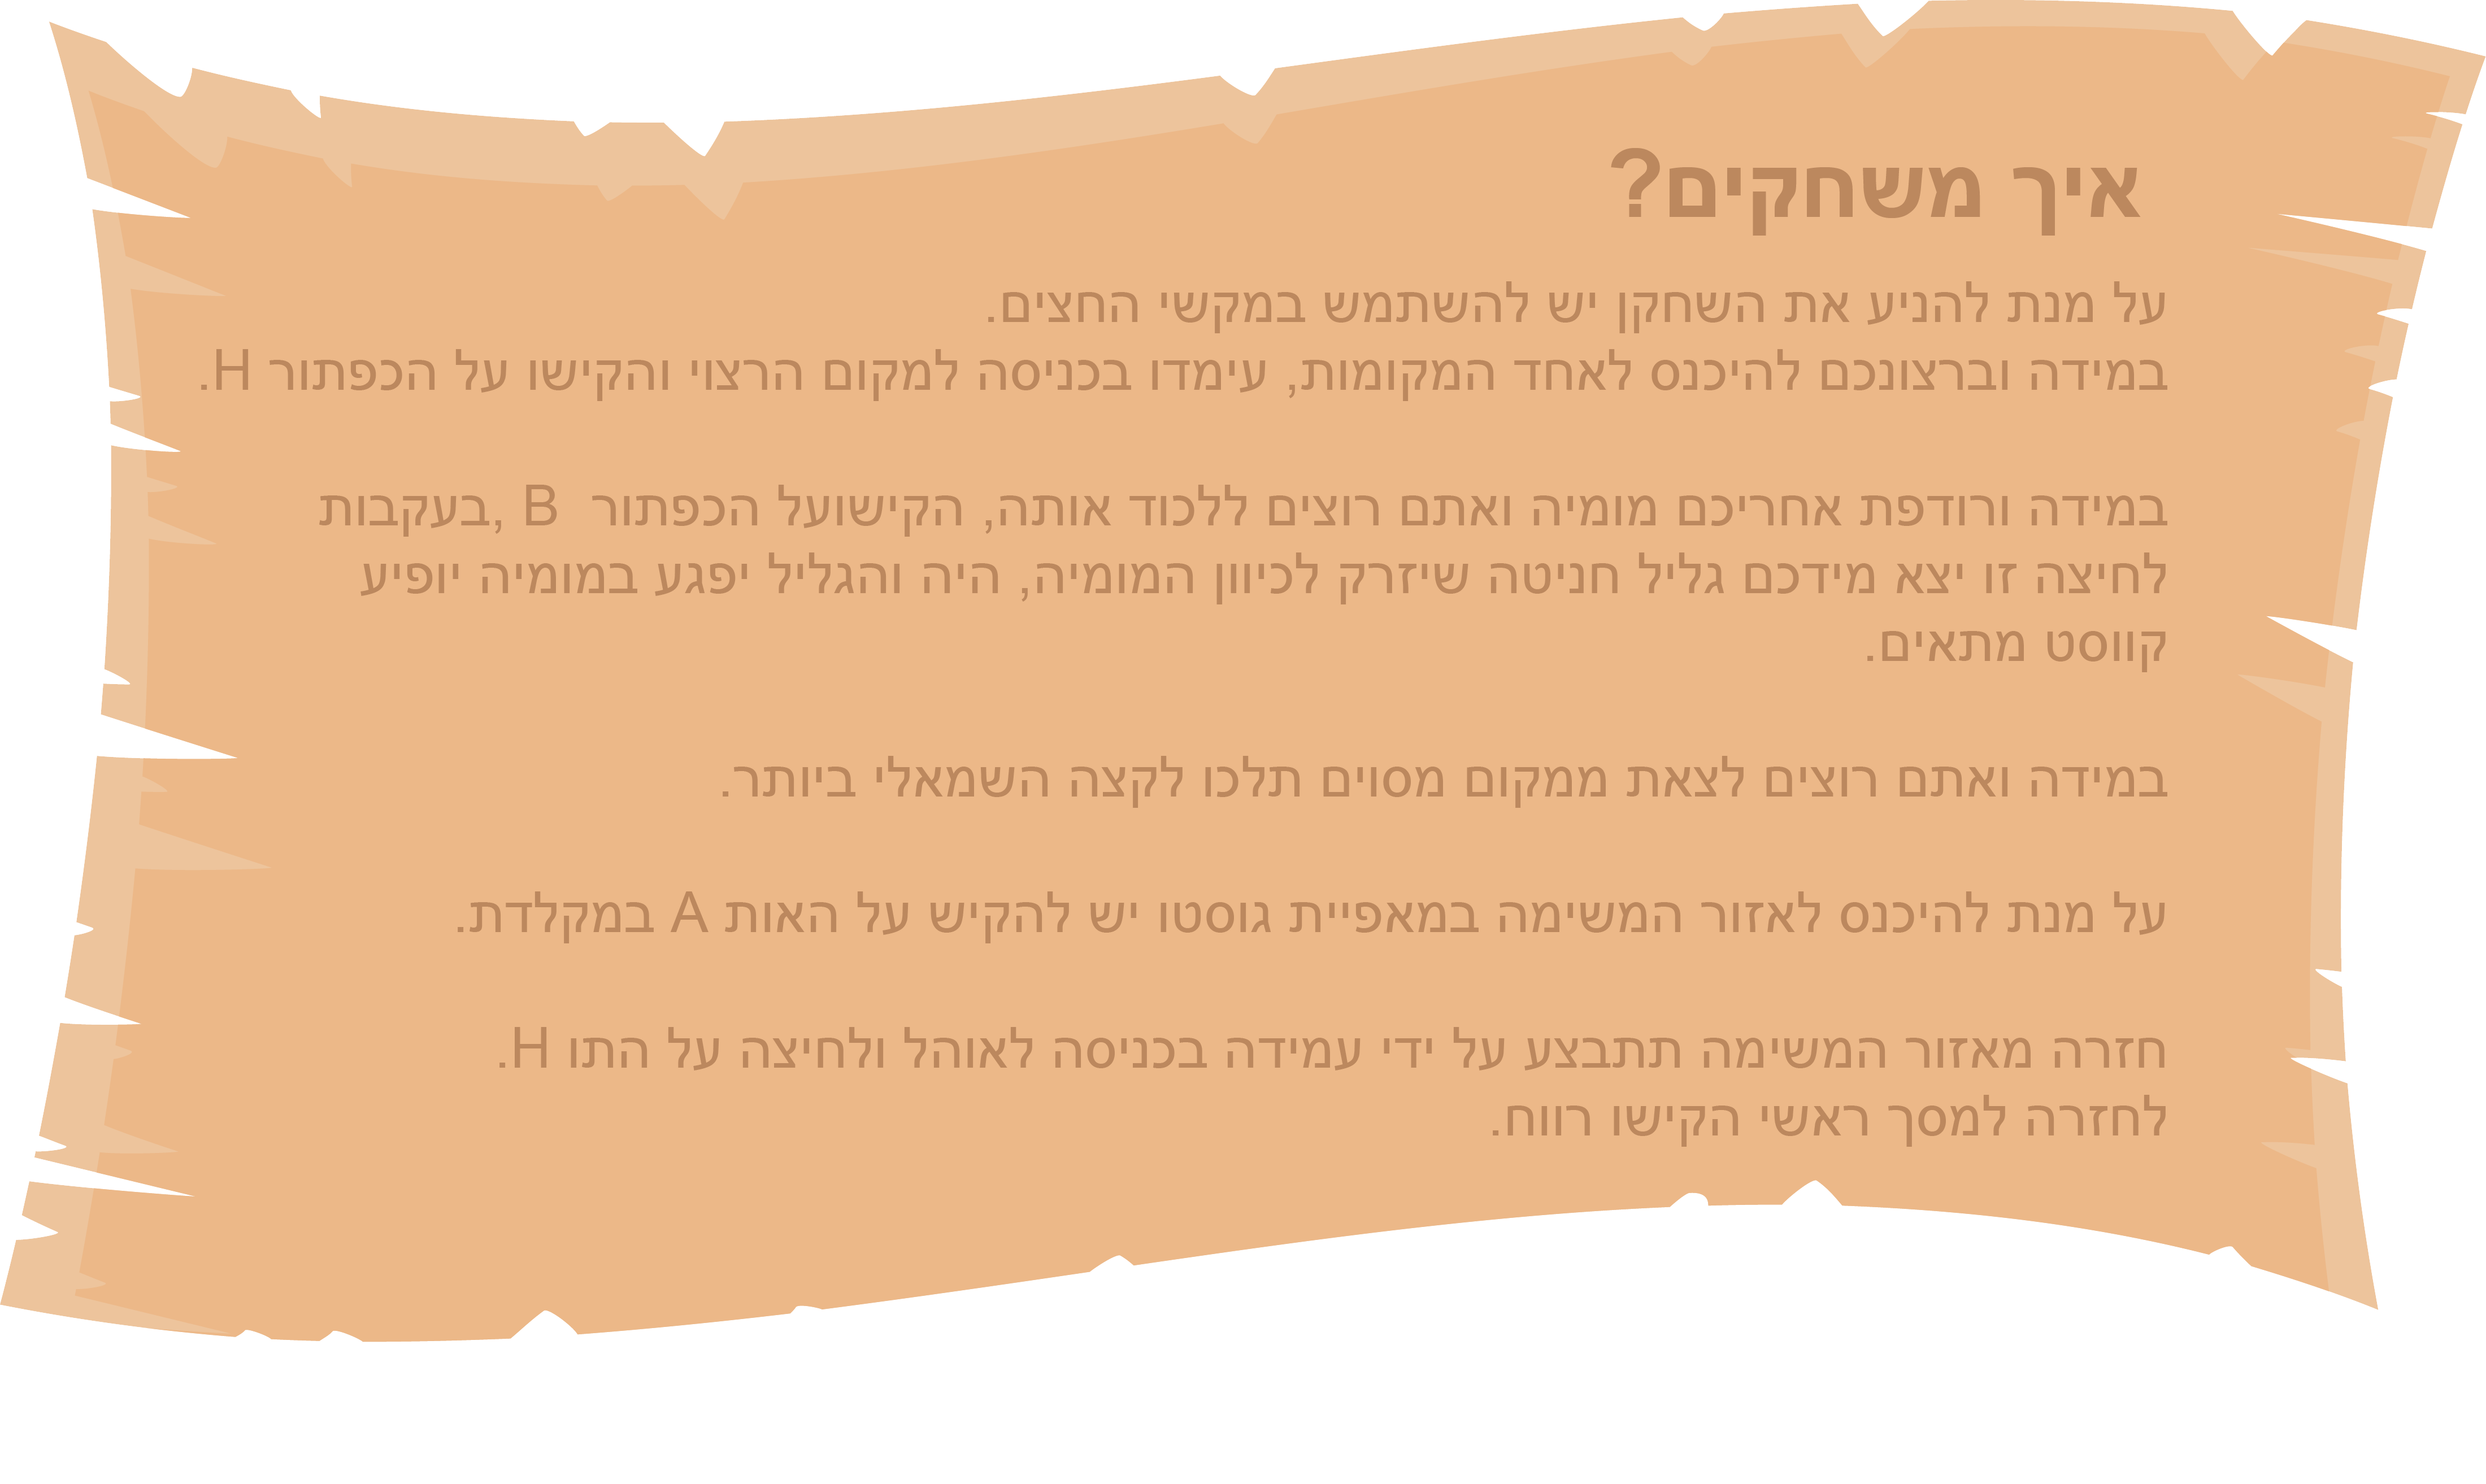 איך משחקים?
על מנת להניע את השחקן יש להשתמש במקשי החצים.
במידה וברצונכם להיכנס לאחד המקומות, עימדו בכניסה למקום הרצוי והקישו על הכפתור H.
במידה ורודפת אחריכם מומיה ואתם רוצים ללכוד אותה, הקישועל הכפתור B ,בעקבות
לחיצה זו יצא מידכם גליל חניטה שיזרק לכיוון המומיה, היה והגליל יפגע במומיה יופיע
קווסט מתאים.
במידה ואתם רוצים לצאת ממקום מסוים תלכו לקצה השמאלי ביותר.
על מנת להיכנס לאזור המשימה במאפיית גוסטו יש להקיש על האות A במקלדת.
חזרה מאזור המשימה תתבצע על ידי עמידה בכניסה לאוהל ולחיצה על התו H.
לחזרה למסך ראשי הקישו רווח.